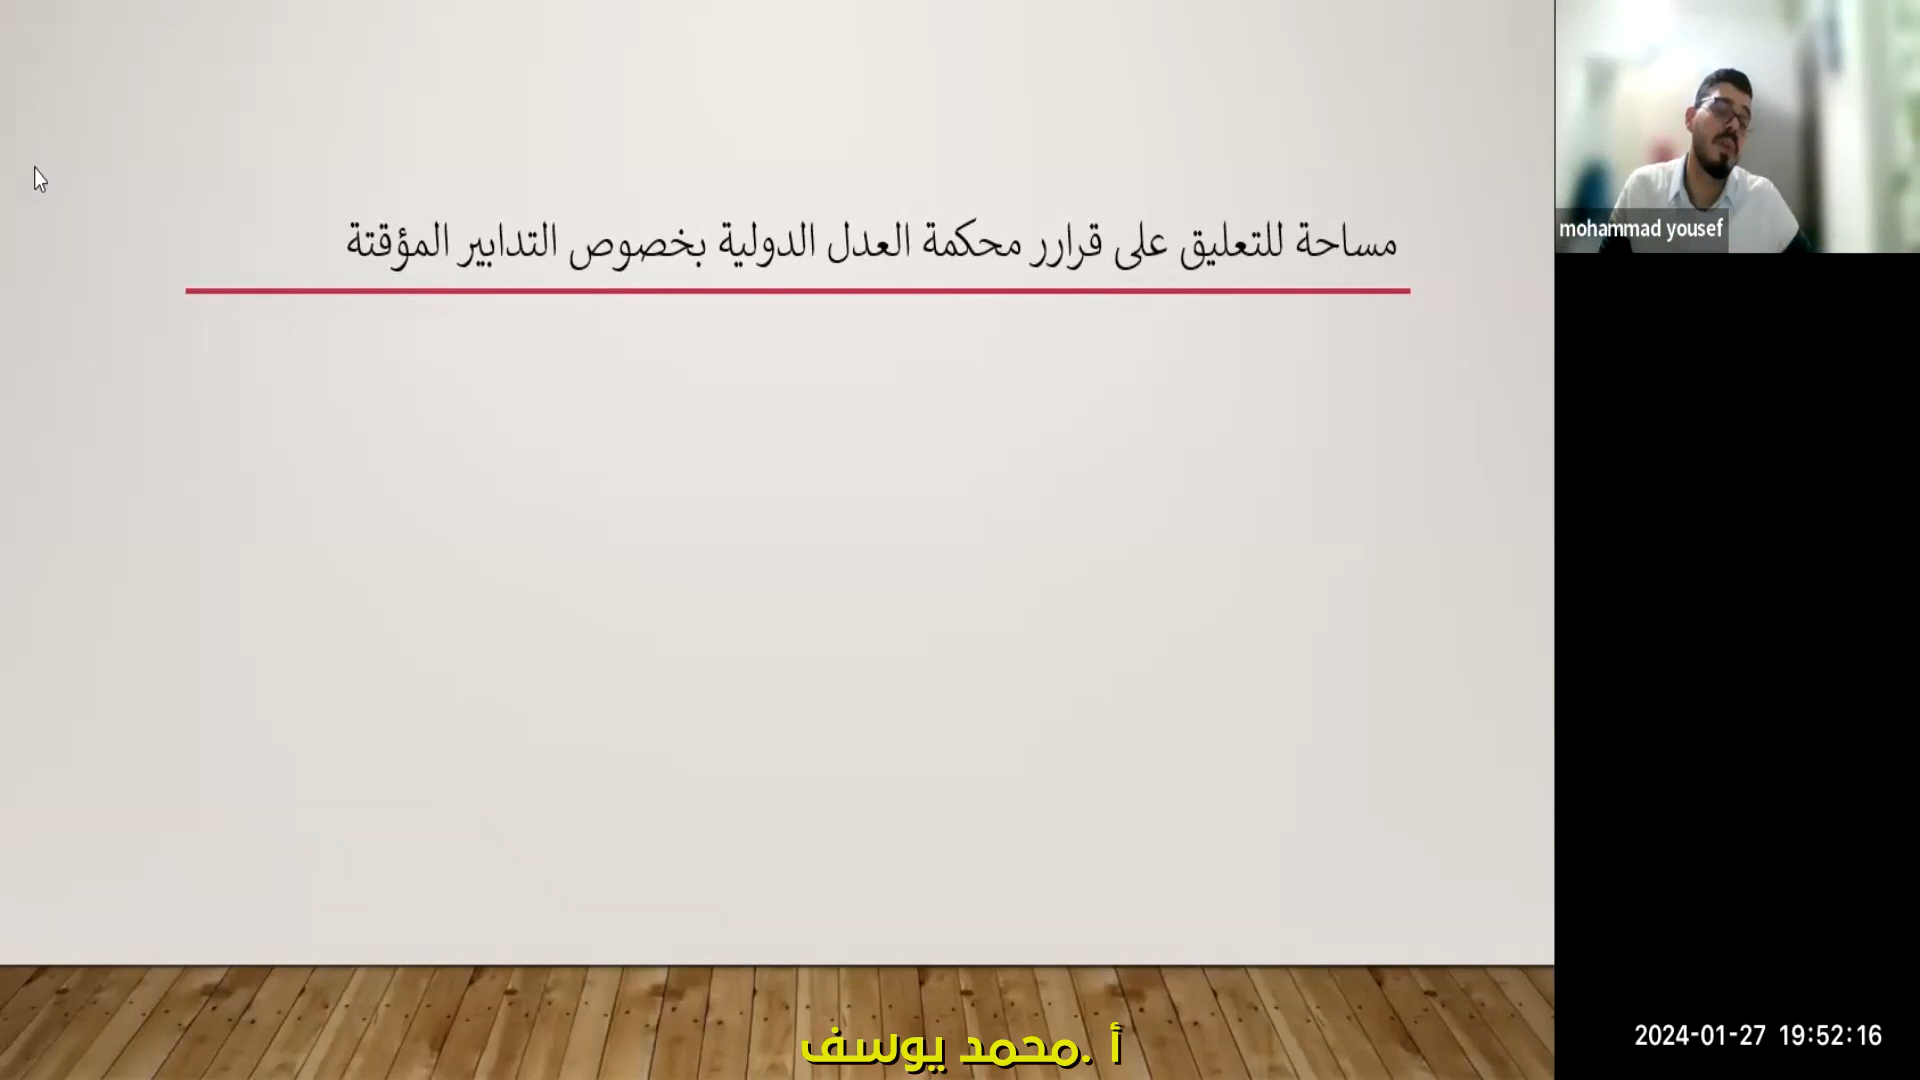 مساحة للتعليق على قرارر محكمة العدل الدولية بخصوص التدابير المؤقتة
mohammad yousef
أ .محمد يوسف
2024-01-27 19:52:16